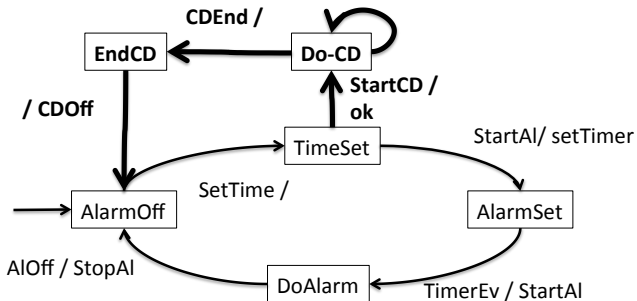 CDEnd /
EndCD
Do-CD
/ CDOff
StartCD /
ok
TimeSet
StartAl/ setTimer
SetTime /
AlarmOff
AlarmSet
AlOff / StopAl
DoAlarm
TimerEv / StartAl